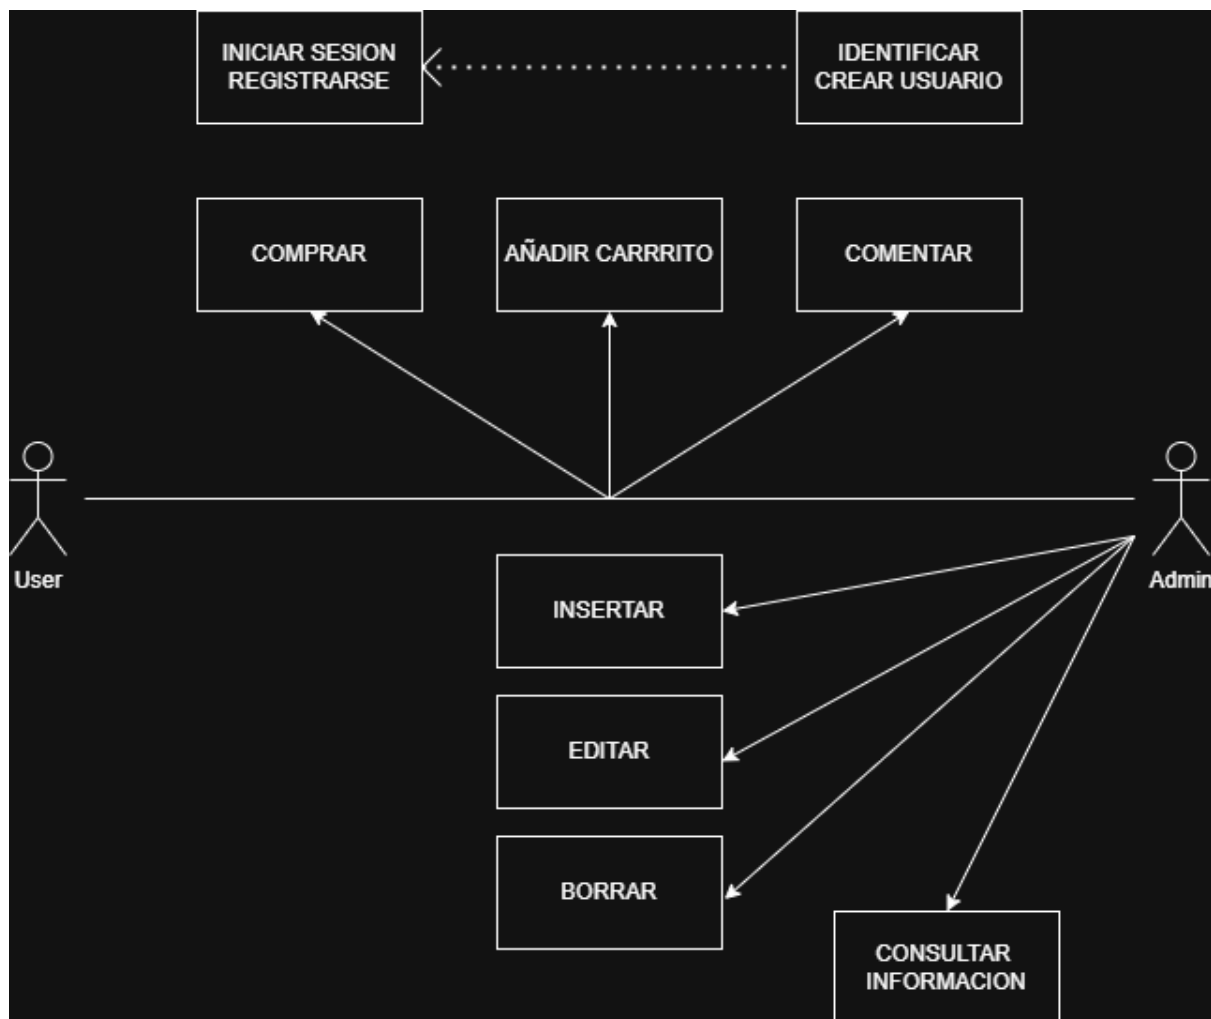 INICIAR SESION
REGISTRARSE
IDENTIFICAR
CREAR USUARIO
COMPRAR
AÑADIR CARRRITO
COMENTAR
User
Admin
INSERTAR
EDITAR
BORRAR
CONSULTAR
INFORMACION